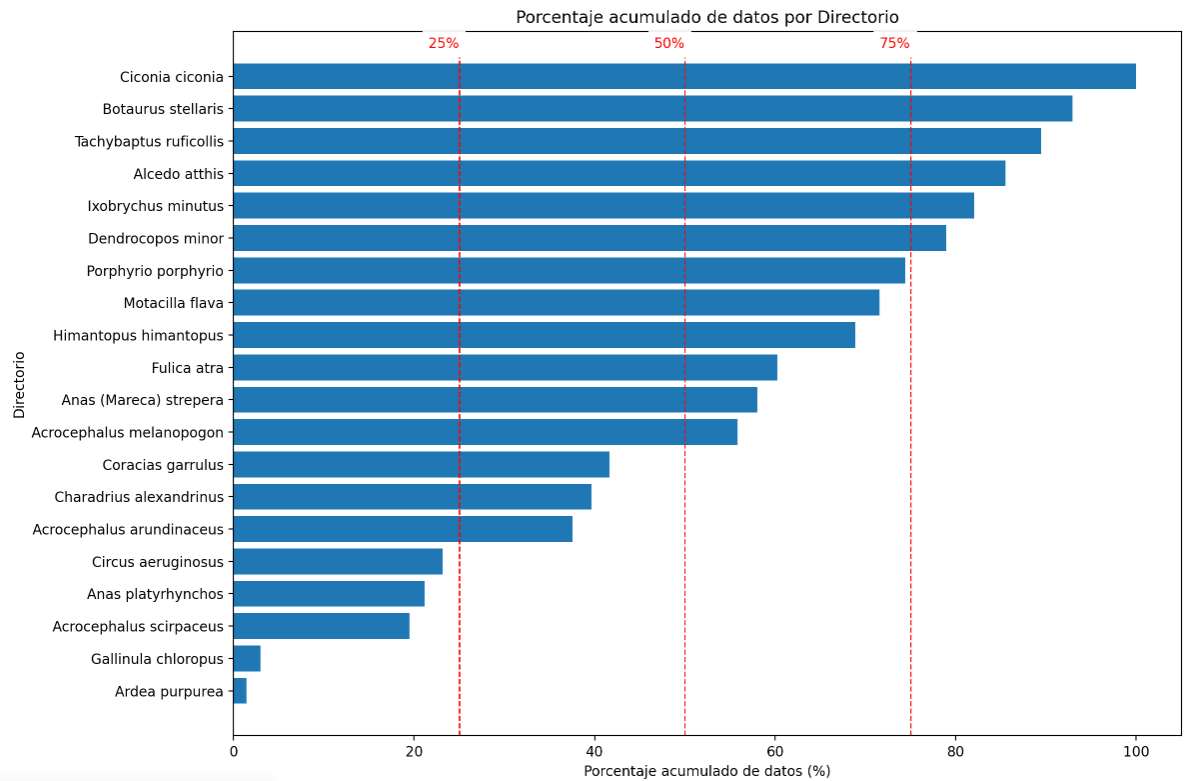 Porcentaje acumulado de datos por Directorio
25%
50%
75%
Ciconia ciconia
Botaurus stellaris
Tachybaptus ruficollis
Alcedo atthis
Ixobrychus minutus
Dendrocopos minor
Porphyrio porphyrio
Motacilla flava
Himantopus himantopus
Fulica atra
Anas (Mareca) strepera
Acrocephalus melanopogon
Coracias garrulus
Charadrius alexandrinus
Acrocephalus arundinaceus
Circus aeruginosus
Anas platyrhynchos
Acrocephalus scirpaceus
Gallinula chloropus
Ardea purpurea
Directorio
0
20
40
60
80
100
Porcentaje acumulado de datos (%)